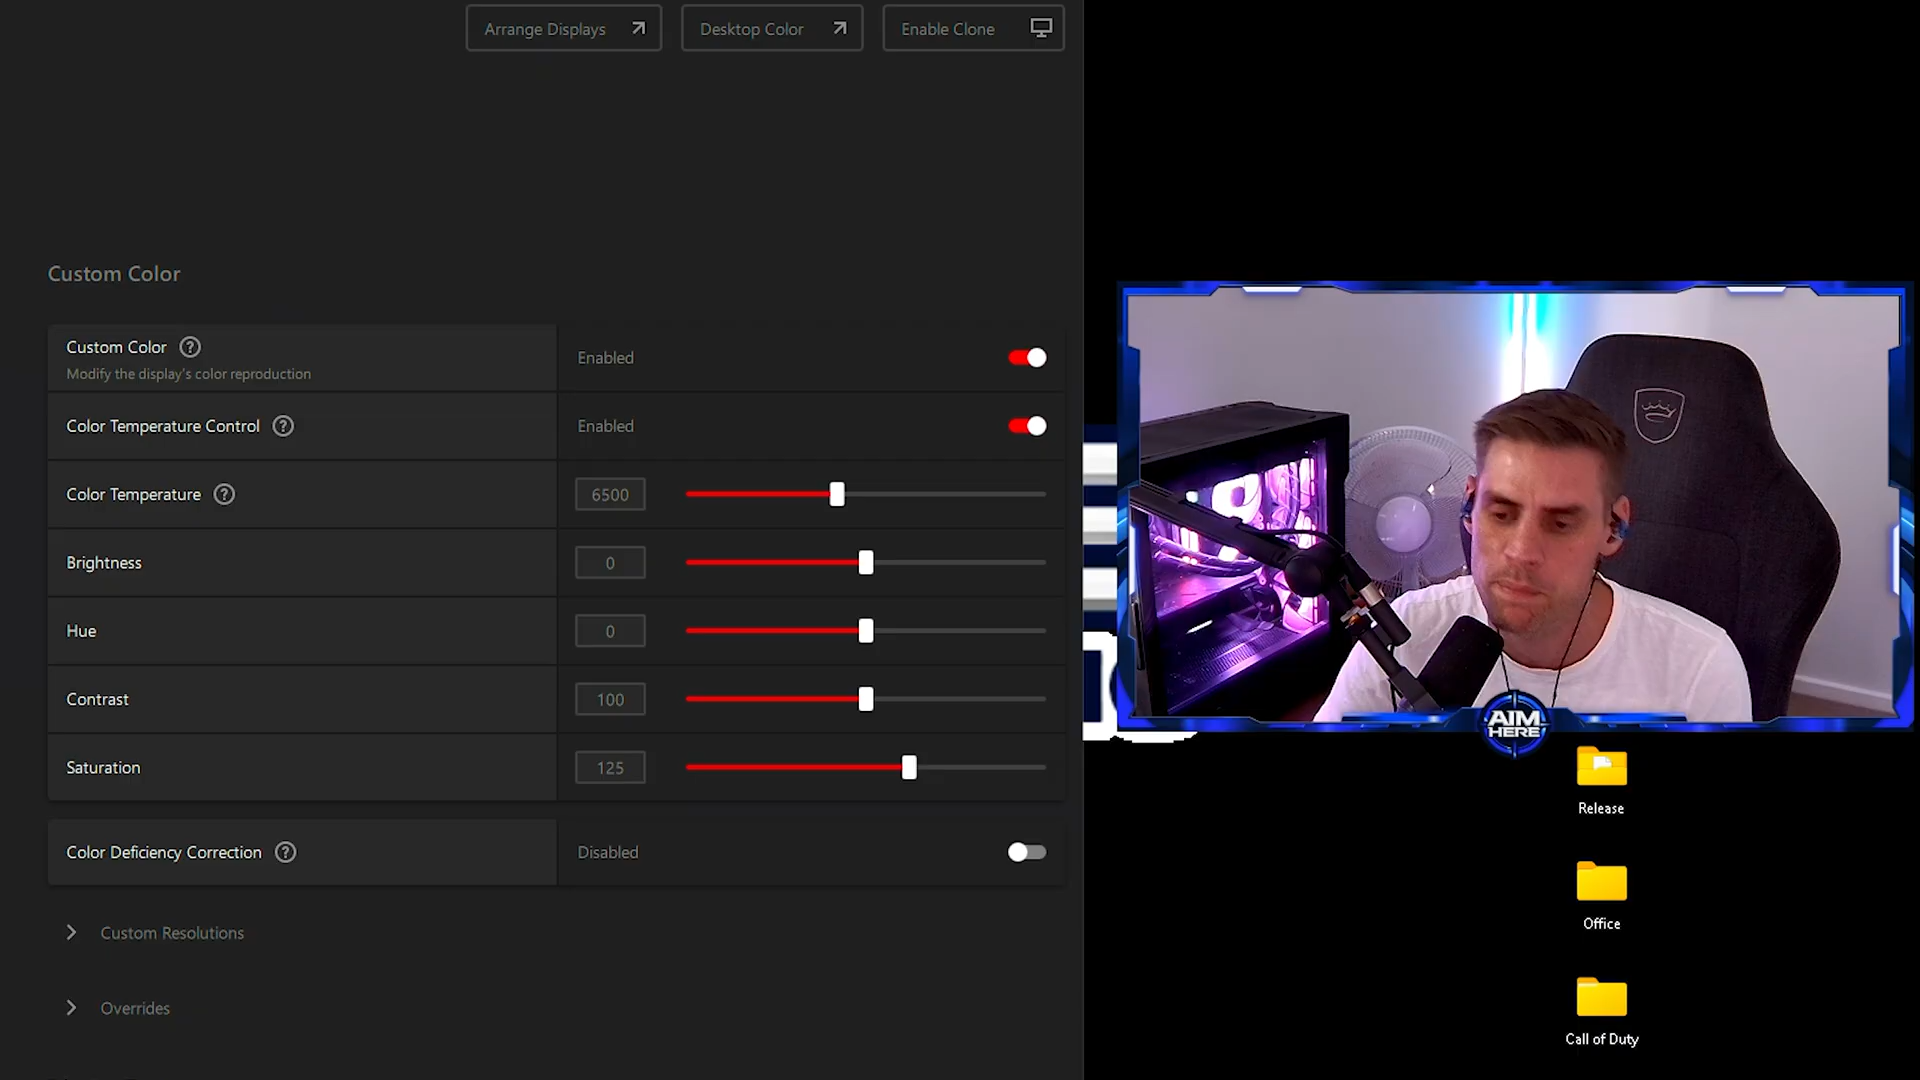 Arrange Displays
Desktop Color
Enable Clone
Custom Color
Custom Color
Modify the display's color reproduction
Enabled
Color Temperature Control
Enabled
Color Temperature
6500
Brightness
0
Hue
0
Contrast
100
Saturation
125
Color Deficiency Correction
Disabled
Custom Resolutions
Overrides
AIM
HERE
Release
Office
Call of Duty